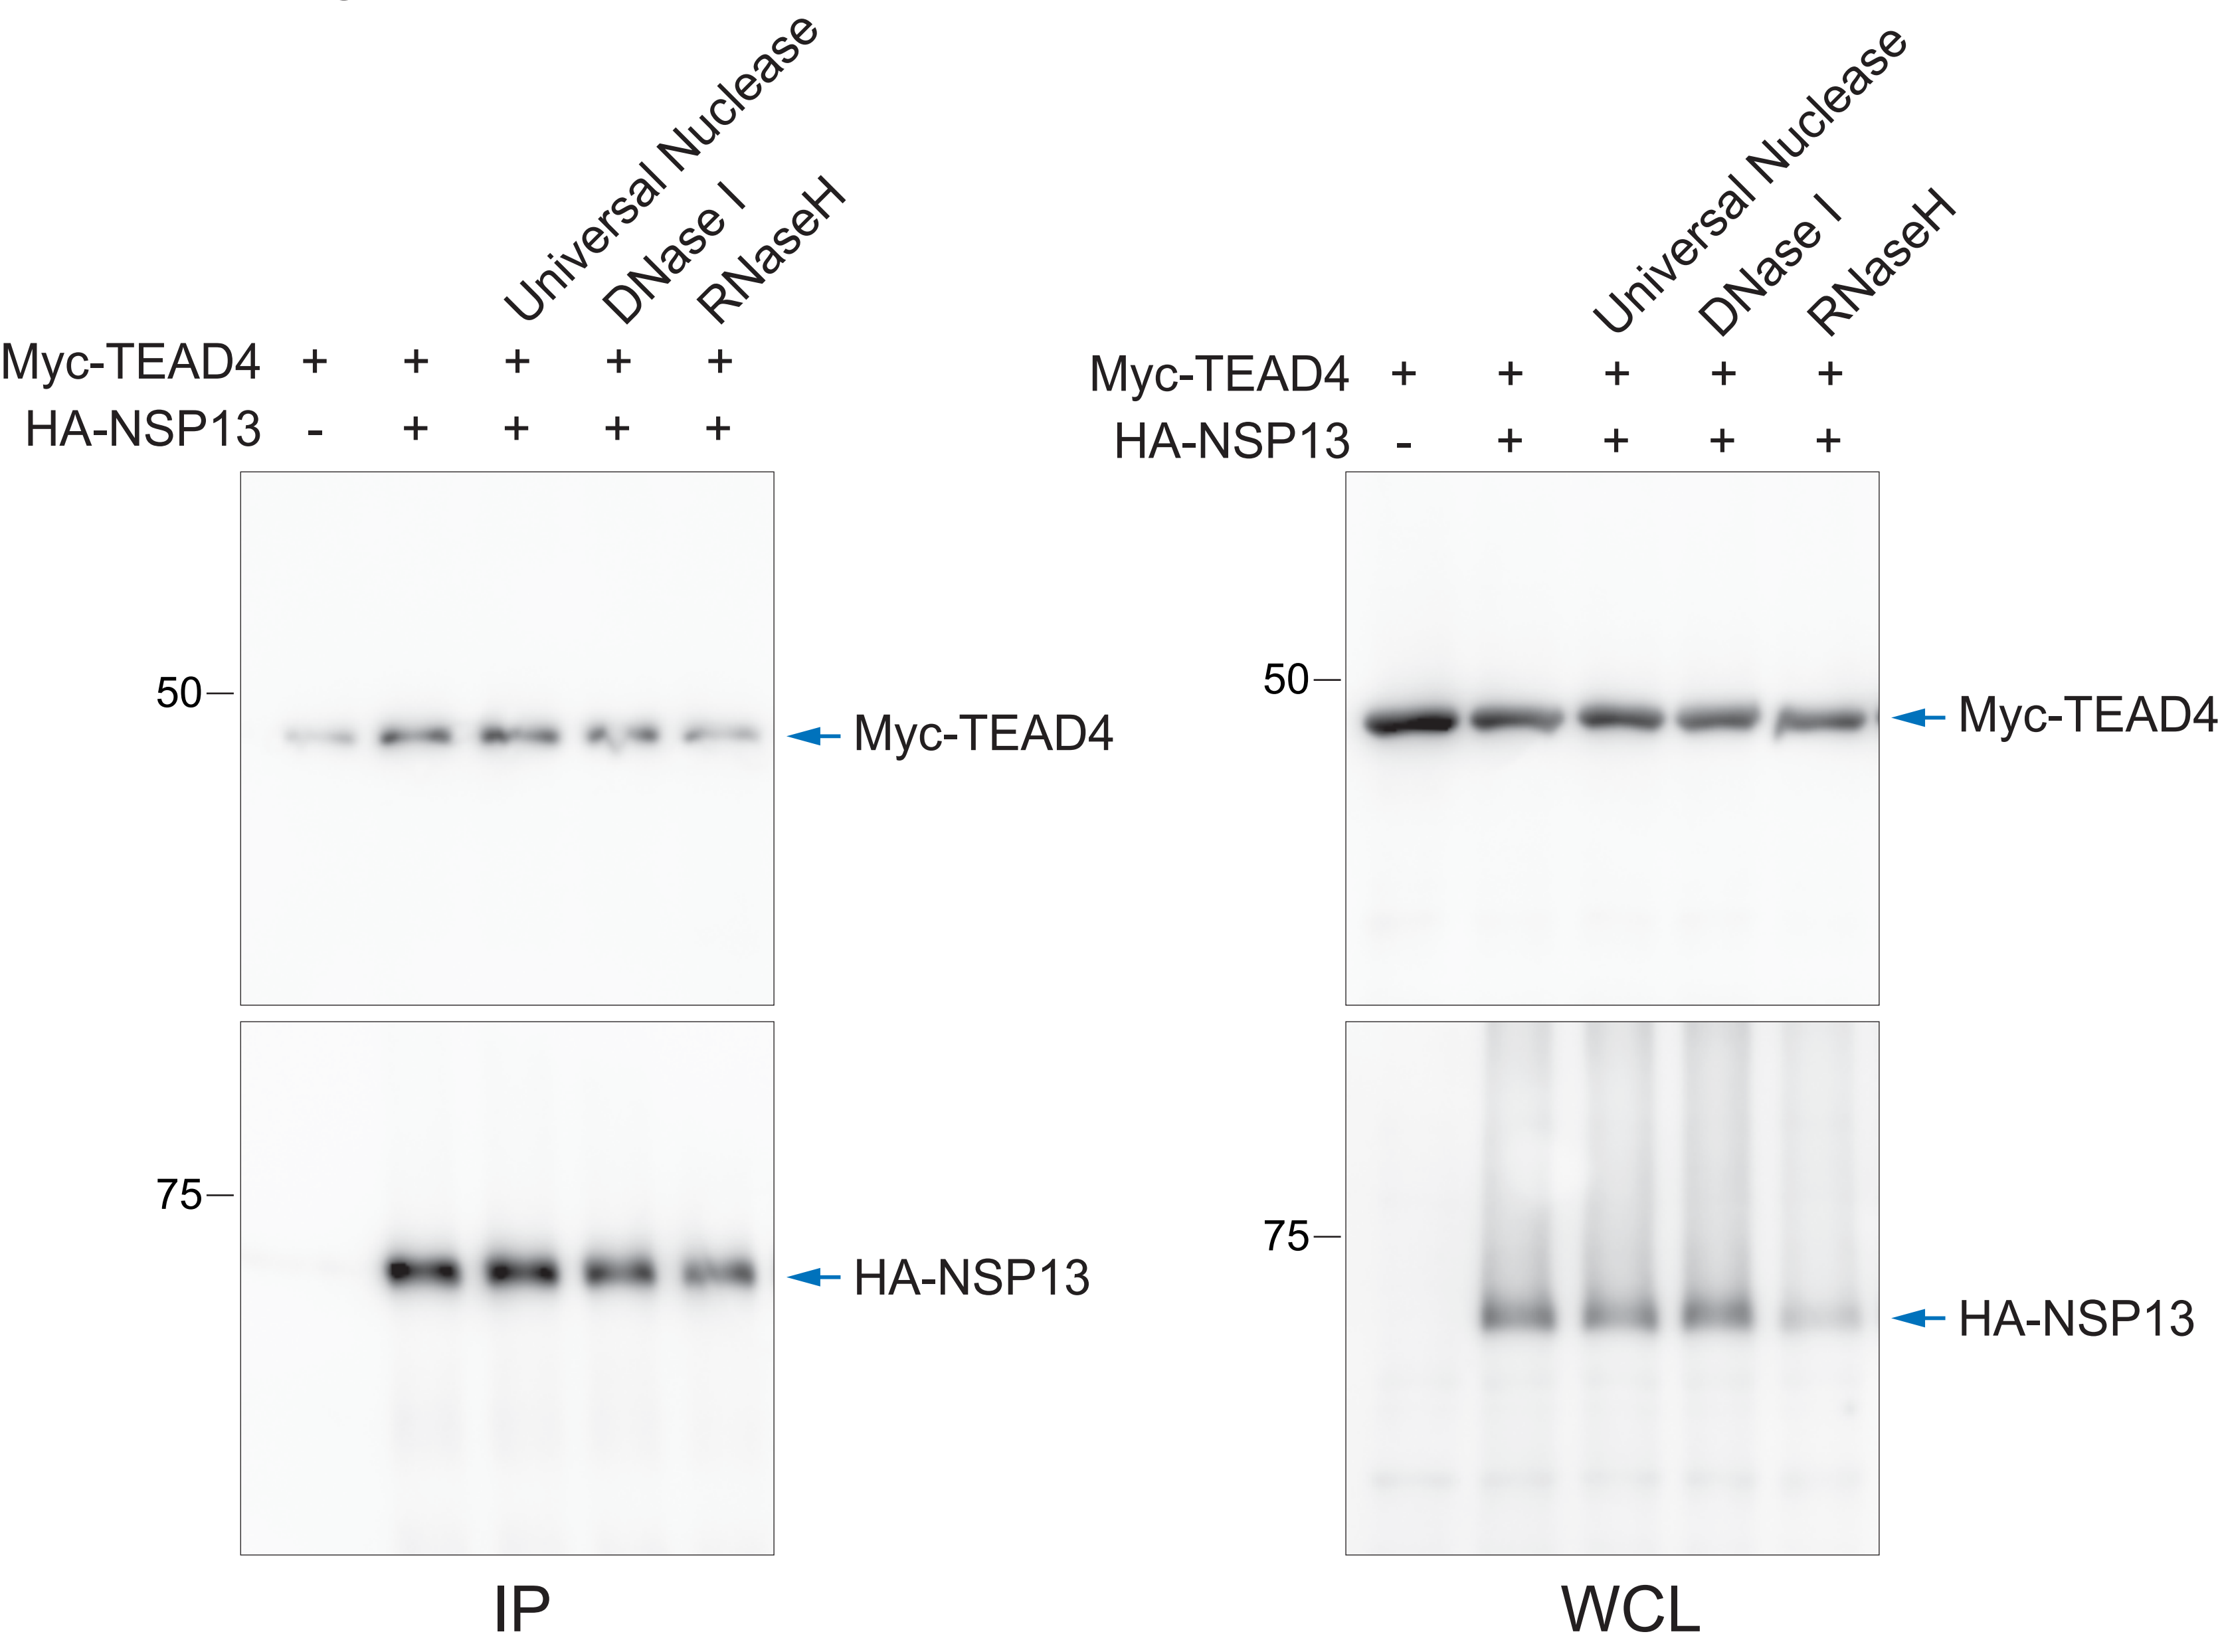 Universal Nuclease
DNase I
RNaseH
Myc-TEAD4 + + + + +
HA-NSP13 - + + + +
50
Myc-TEAD4
75
HA-NSP13
IP
Universal Nuclease
DNase I
RNaseH
Myc-TEAD4 + + + + +
HA-NSP13 - + + + +
50
Myc-TEAD4
75
HA-NSP13
WCL